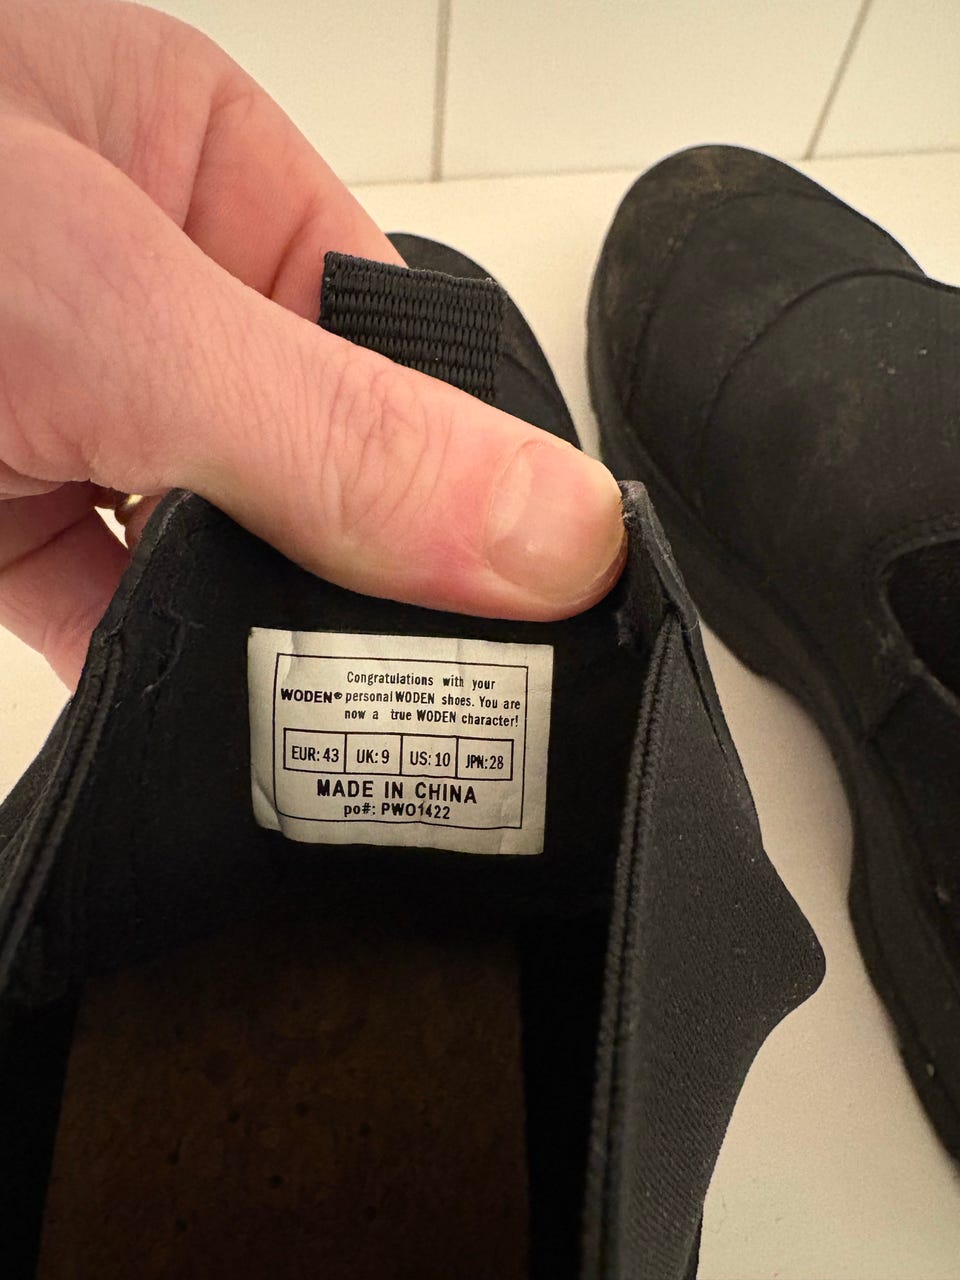 Congratulations with your
WODEN® personal WODEN shoes. You are
now a true WODEN character!
EUR: 43 UK: 9 US: 10 JPN: 28
MADE IN CHINA
po#: PWO1422